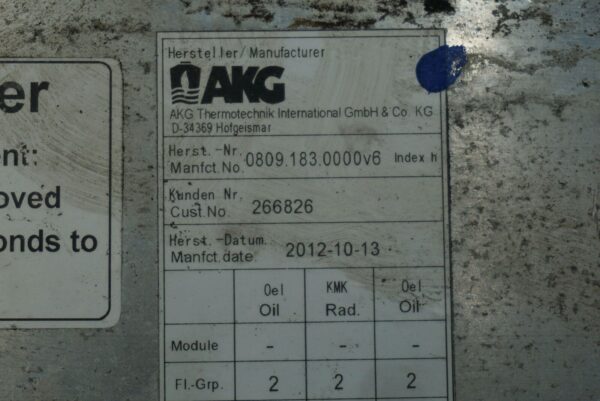 er
nt:
oved
onds to
Hersteller/ Manufacturer
AKG
AKG Thermotechnik International GmbH & Co. KG
D-34369 Hofgeismar
Herst.-Nr.
Manfct.No. 0809.183.0000v6 Index h
Kunden Nr.
Cust.No. 266826
Herst.-Datum.
Manfct.date: 2012-10-13
Oel KMK Oel
Oil Rad. Oil
Module - - -
Fl.-Grp. 2 2 2